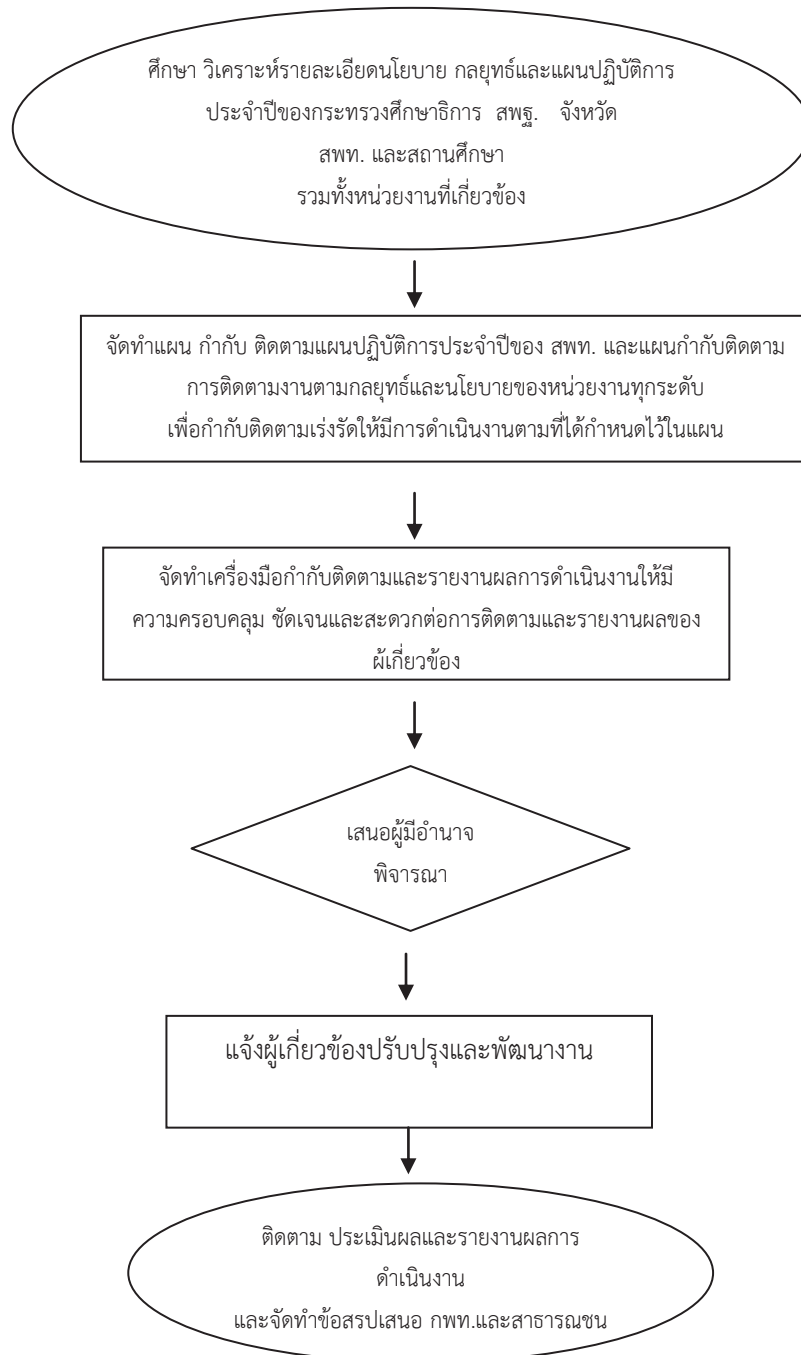 ศึกษา วิเคราะห์รายละเอียดนโยบาย กลยุทธ์และแผนปฏิบัติการ
ประจำปีของกระทรวงศึกษาธิการ สพฐ. จังหวัด
สพท. และสถานศึกษา
รวมทั้งหน่วยงานที่เกี่ยวข้อง
จัดทำแผน กำกับ ติดตามแผนปฏิบัติการประจำปีของ สพท. และแผนกำกับติดตาม
การติดตามงานตามกลยุทธ์และนโยบายของหน่วยงานทุกระดับ
เพื่อกำกับติดตามเร่งรัดให้มีการดำเนินงานตามที่ได้กำหนดไว้ในแผน
จัดทำเครื่องมือกำกับติดตามและรายงานผลการดำเนินงานให้มี
ความครอบคลุม ชัดเจนและสะดวกต่อการติดตามและรายงานผลของ
ผู้เกี่ยวข้อง
เสนอผู้มีอำนาจ
พิจารณา
แจ้งผู้เกี่ยวข้องปรับปรุงและพัฒนางาน
ติดตาม ประเมินผลและรายงานผลการ
ดำเนินงาน
และจัดทำข้อสรุปเสนอ กพท.และสาธารณชน